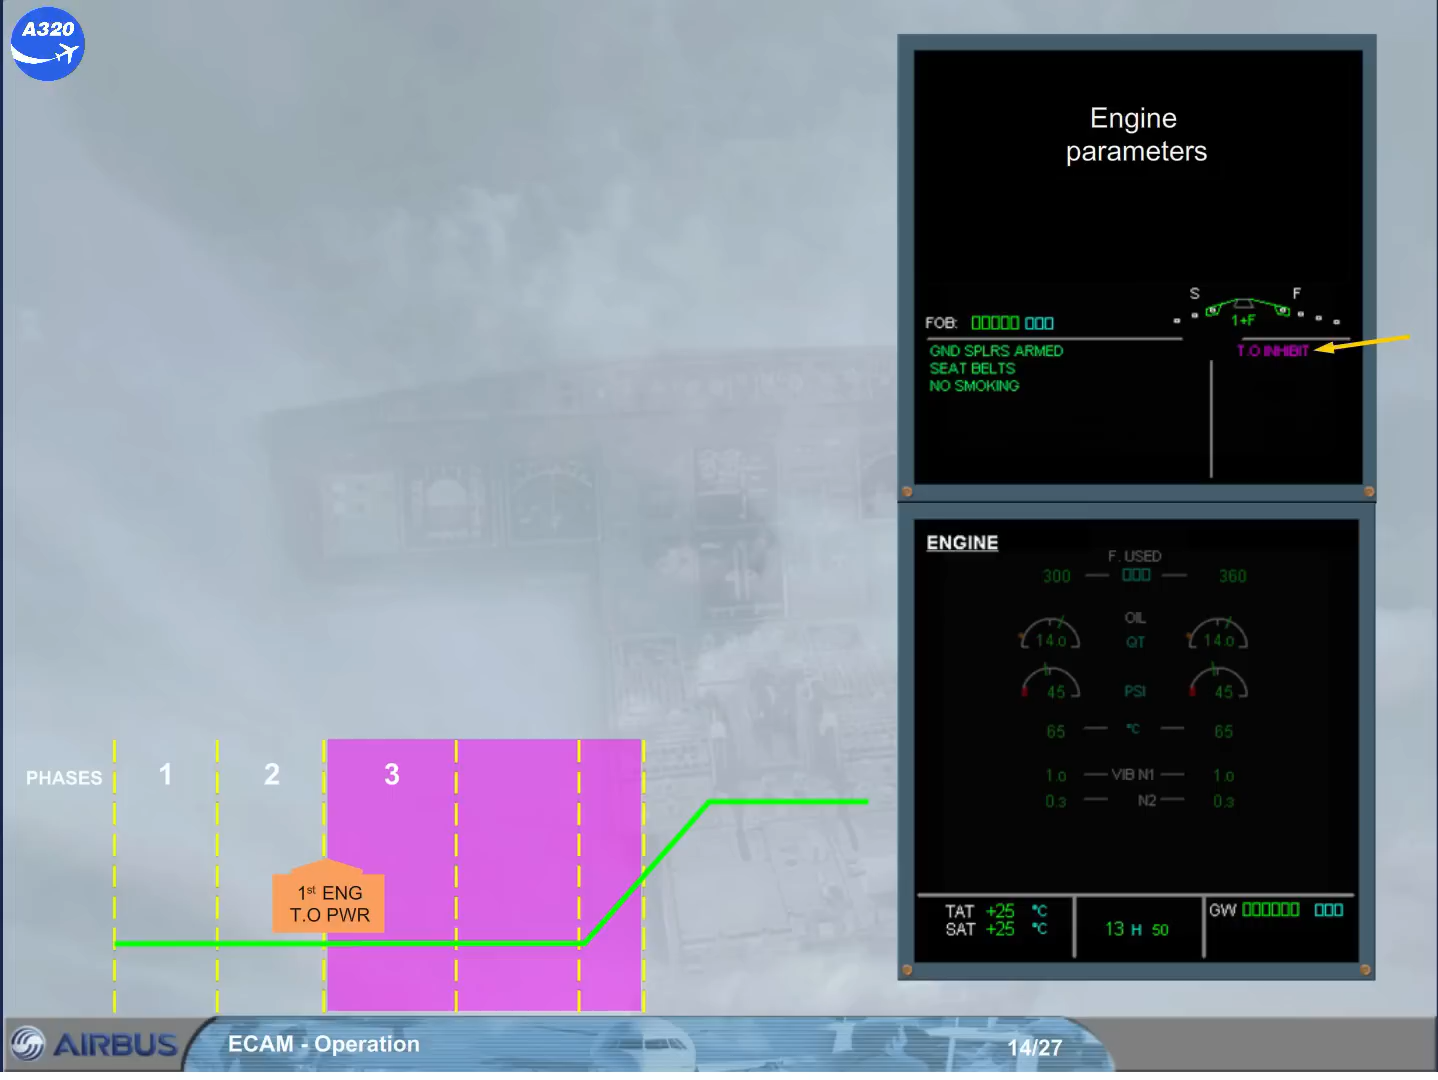 A320
Engine
parameters
S F
FOB:
1+F
GND SPLRS ARMED
T.O INHIBIT
SEAT BELTS
NO SMOKING
ENGINE
F. USED
300 360
OIL
14.0 QT 14.0
45 PSI 45
65 °C 65
1.0 VIB N1 1.0
0.3 N2 0.3
TAT +25 °C
SAT +25 °C
13 H 50
GW
PHASES 1 2 3
1st ENG
T.O PWR
AIRBUS
ECAM - Operation
14/27